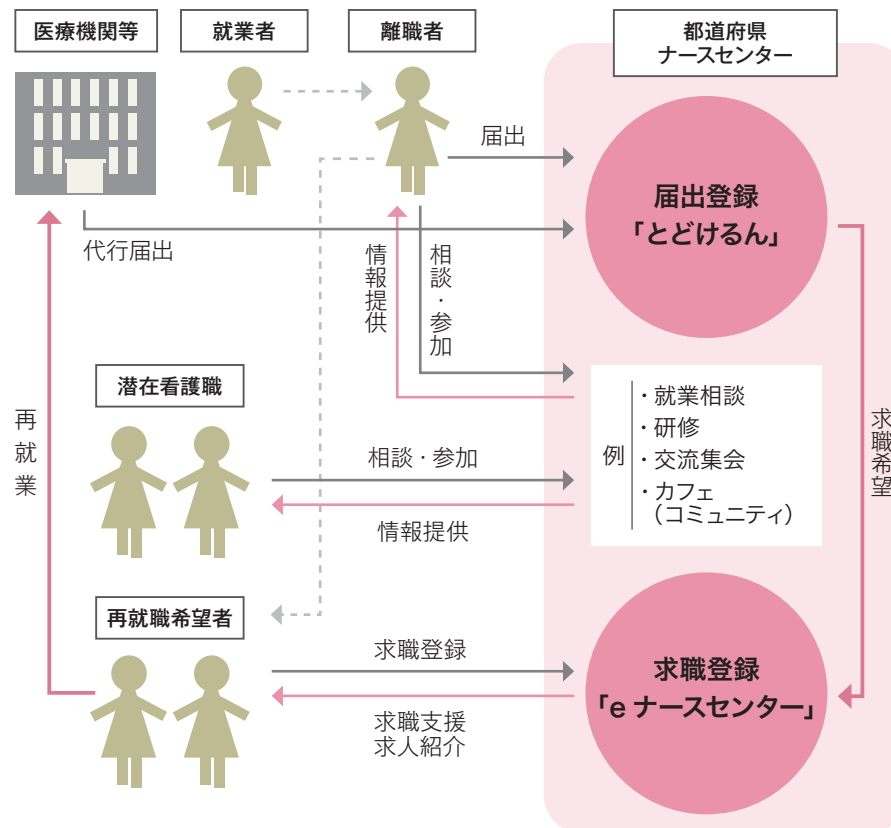 医療機関等
就業者
離職者
都道府県
ナースセンター
届出
届出登録
「とどけるん」
代行届出
情報提供
相談・参加
潜在看護職
・就業相談
・研修
例
・交流集会
・カフェ
(コミュニティ)
再就業
求職希望
相談・参加
情報提供
再就職希望者
求職登録
求職登録
「eナースセンター」
求職支援
求人紹介